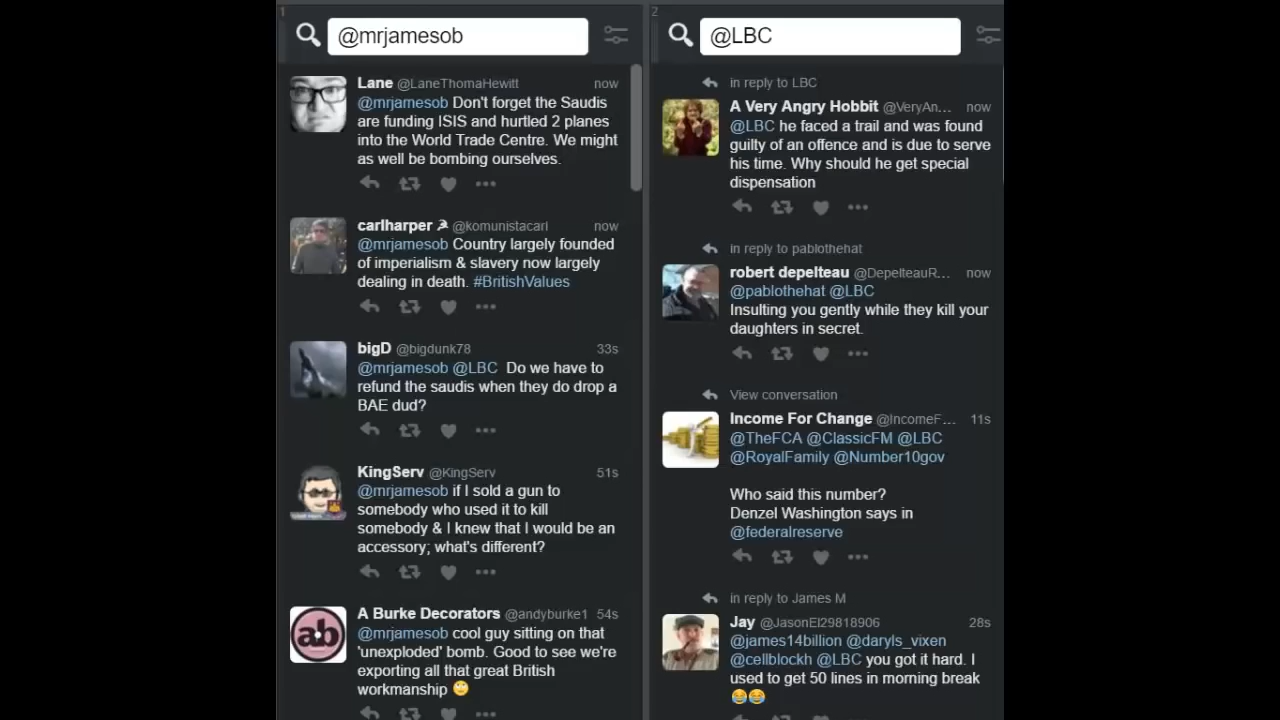 1
@mrjamesob
Lane @LaneThomaHewitt now
@mrjamesob Don't forget the Saudis
are funding ISIS and hurtled 2 planes
into the World Trade Centre. We might
as well be bombing ourselves.
carlharper ☭ @komunistacarl now
@mrjamesob Country largely founded
of imperialism & slavery now largely
dealing in death. #BritishValues
bigD @bigdunk78 33s
@mrjamesob @LBC Do we have to
refund the saudis when they do drop a
BAE dud?
KingServ @KingServ 51s
@mrjamesob if I sold a gun to
somebody who used it to kill
somebody & I knew that I would be an
accessory; what's different?
ab
A Burke Decorators @andyburke1 54s
@mrjamesob cool guy sitting on that
'unexploded' bomb. Good to see we're
exporting all that great British
workmanship 🙄
2
@LBC
in reply to LBC
A Very Angry Hobbit @VeryAn... now
@LBC he faced a trail and was found
guilty of an offence and is due to serve
his time. Why should he get special
dispensation
in reply to pablothehat
robert depelteau @DepelteauR... now
@pablothehat @LBC
Insulting you gently while they kill your
daughters in secret.
View conversation
Income For Change @IncomeF... 11s
@TheFCA @ClassicFM @LBC
@RoyalFamily @Number10gov
Who said this number?
Denzel Washington says in
@federalreserve
in reply to James M
Jay @JasonEl29818906 28s
@james14billion @daryls_vixen
@cellblockh @LBC you got it hard. I
used to get 50 lines in morning break
😂😂